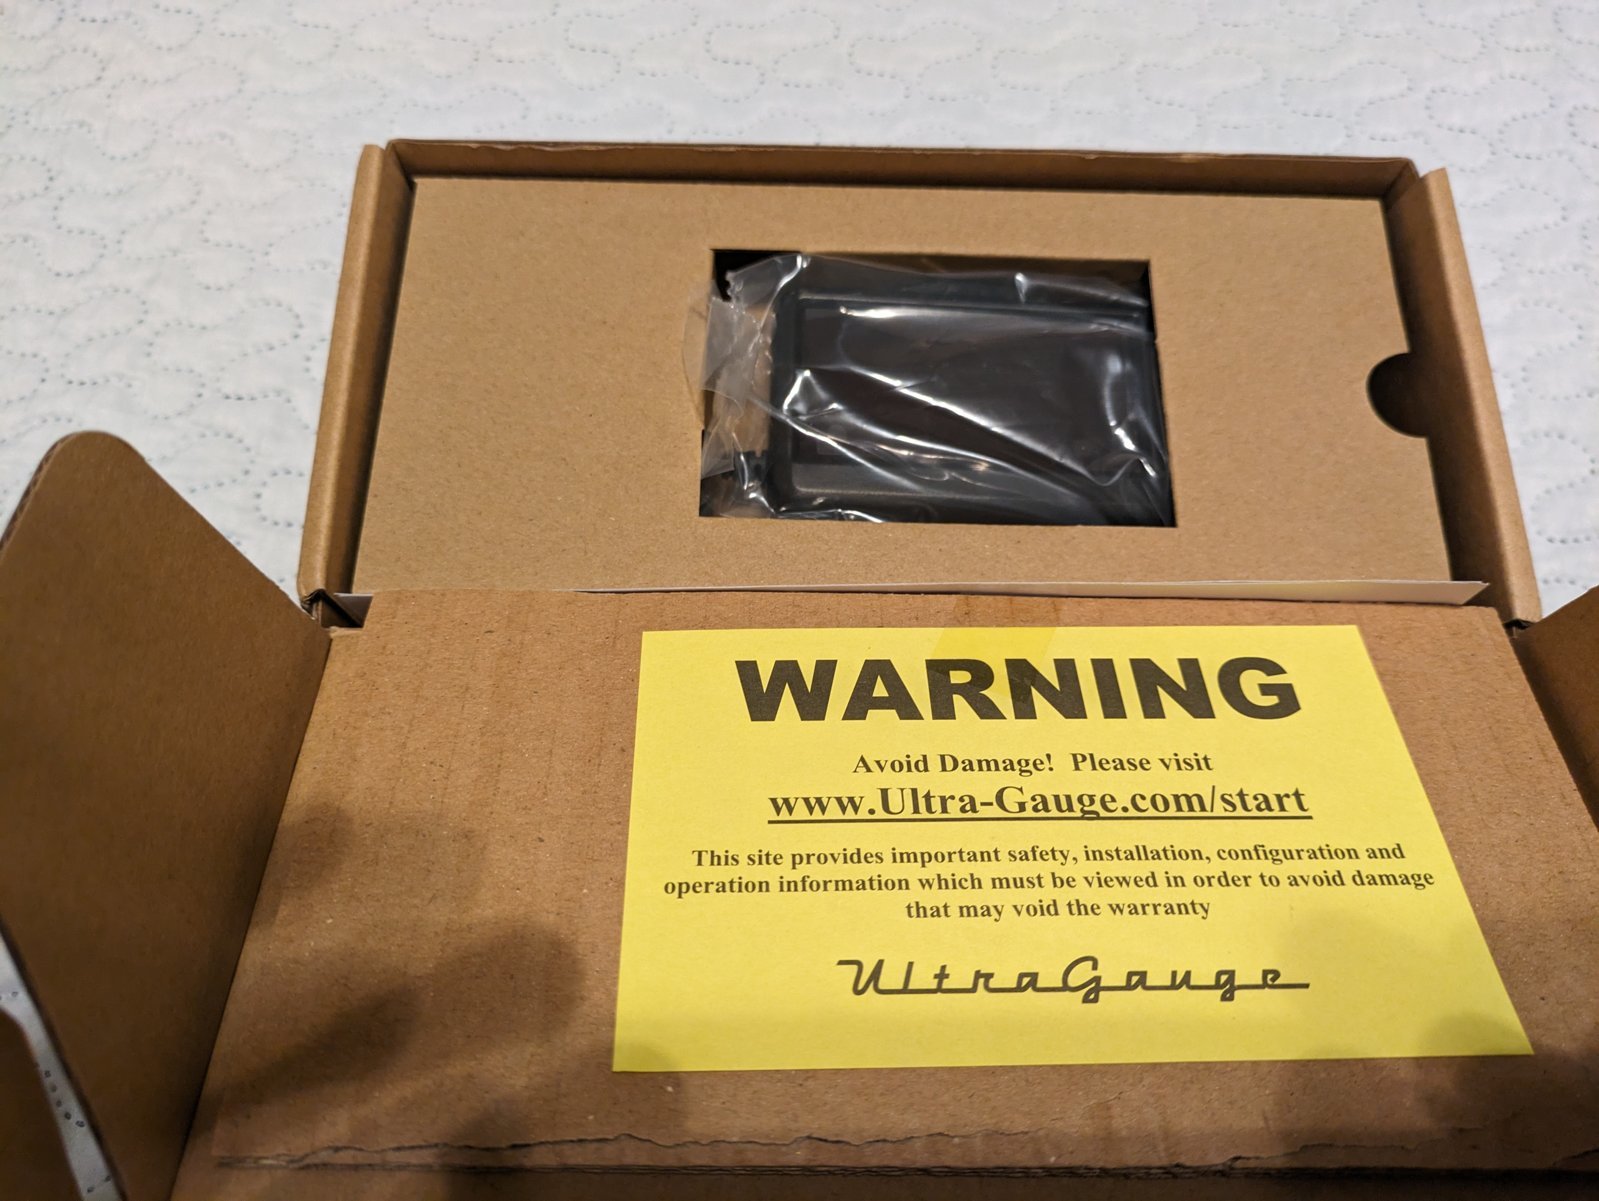 WARNING
Avoid Damage! Please visit
www.Ultra-Gauge.com/start
This site provides important safety, installation, configuration and
operation information which must be viewed in order to avoid damage
that may void the warranty
UltraGauge